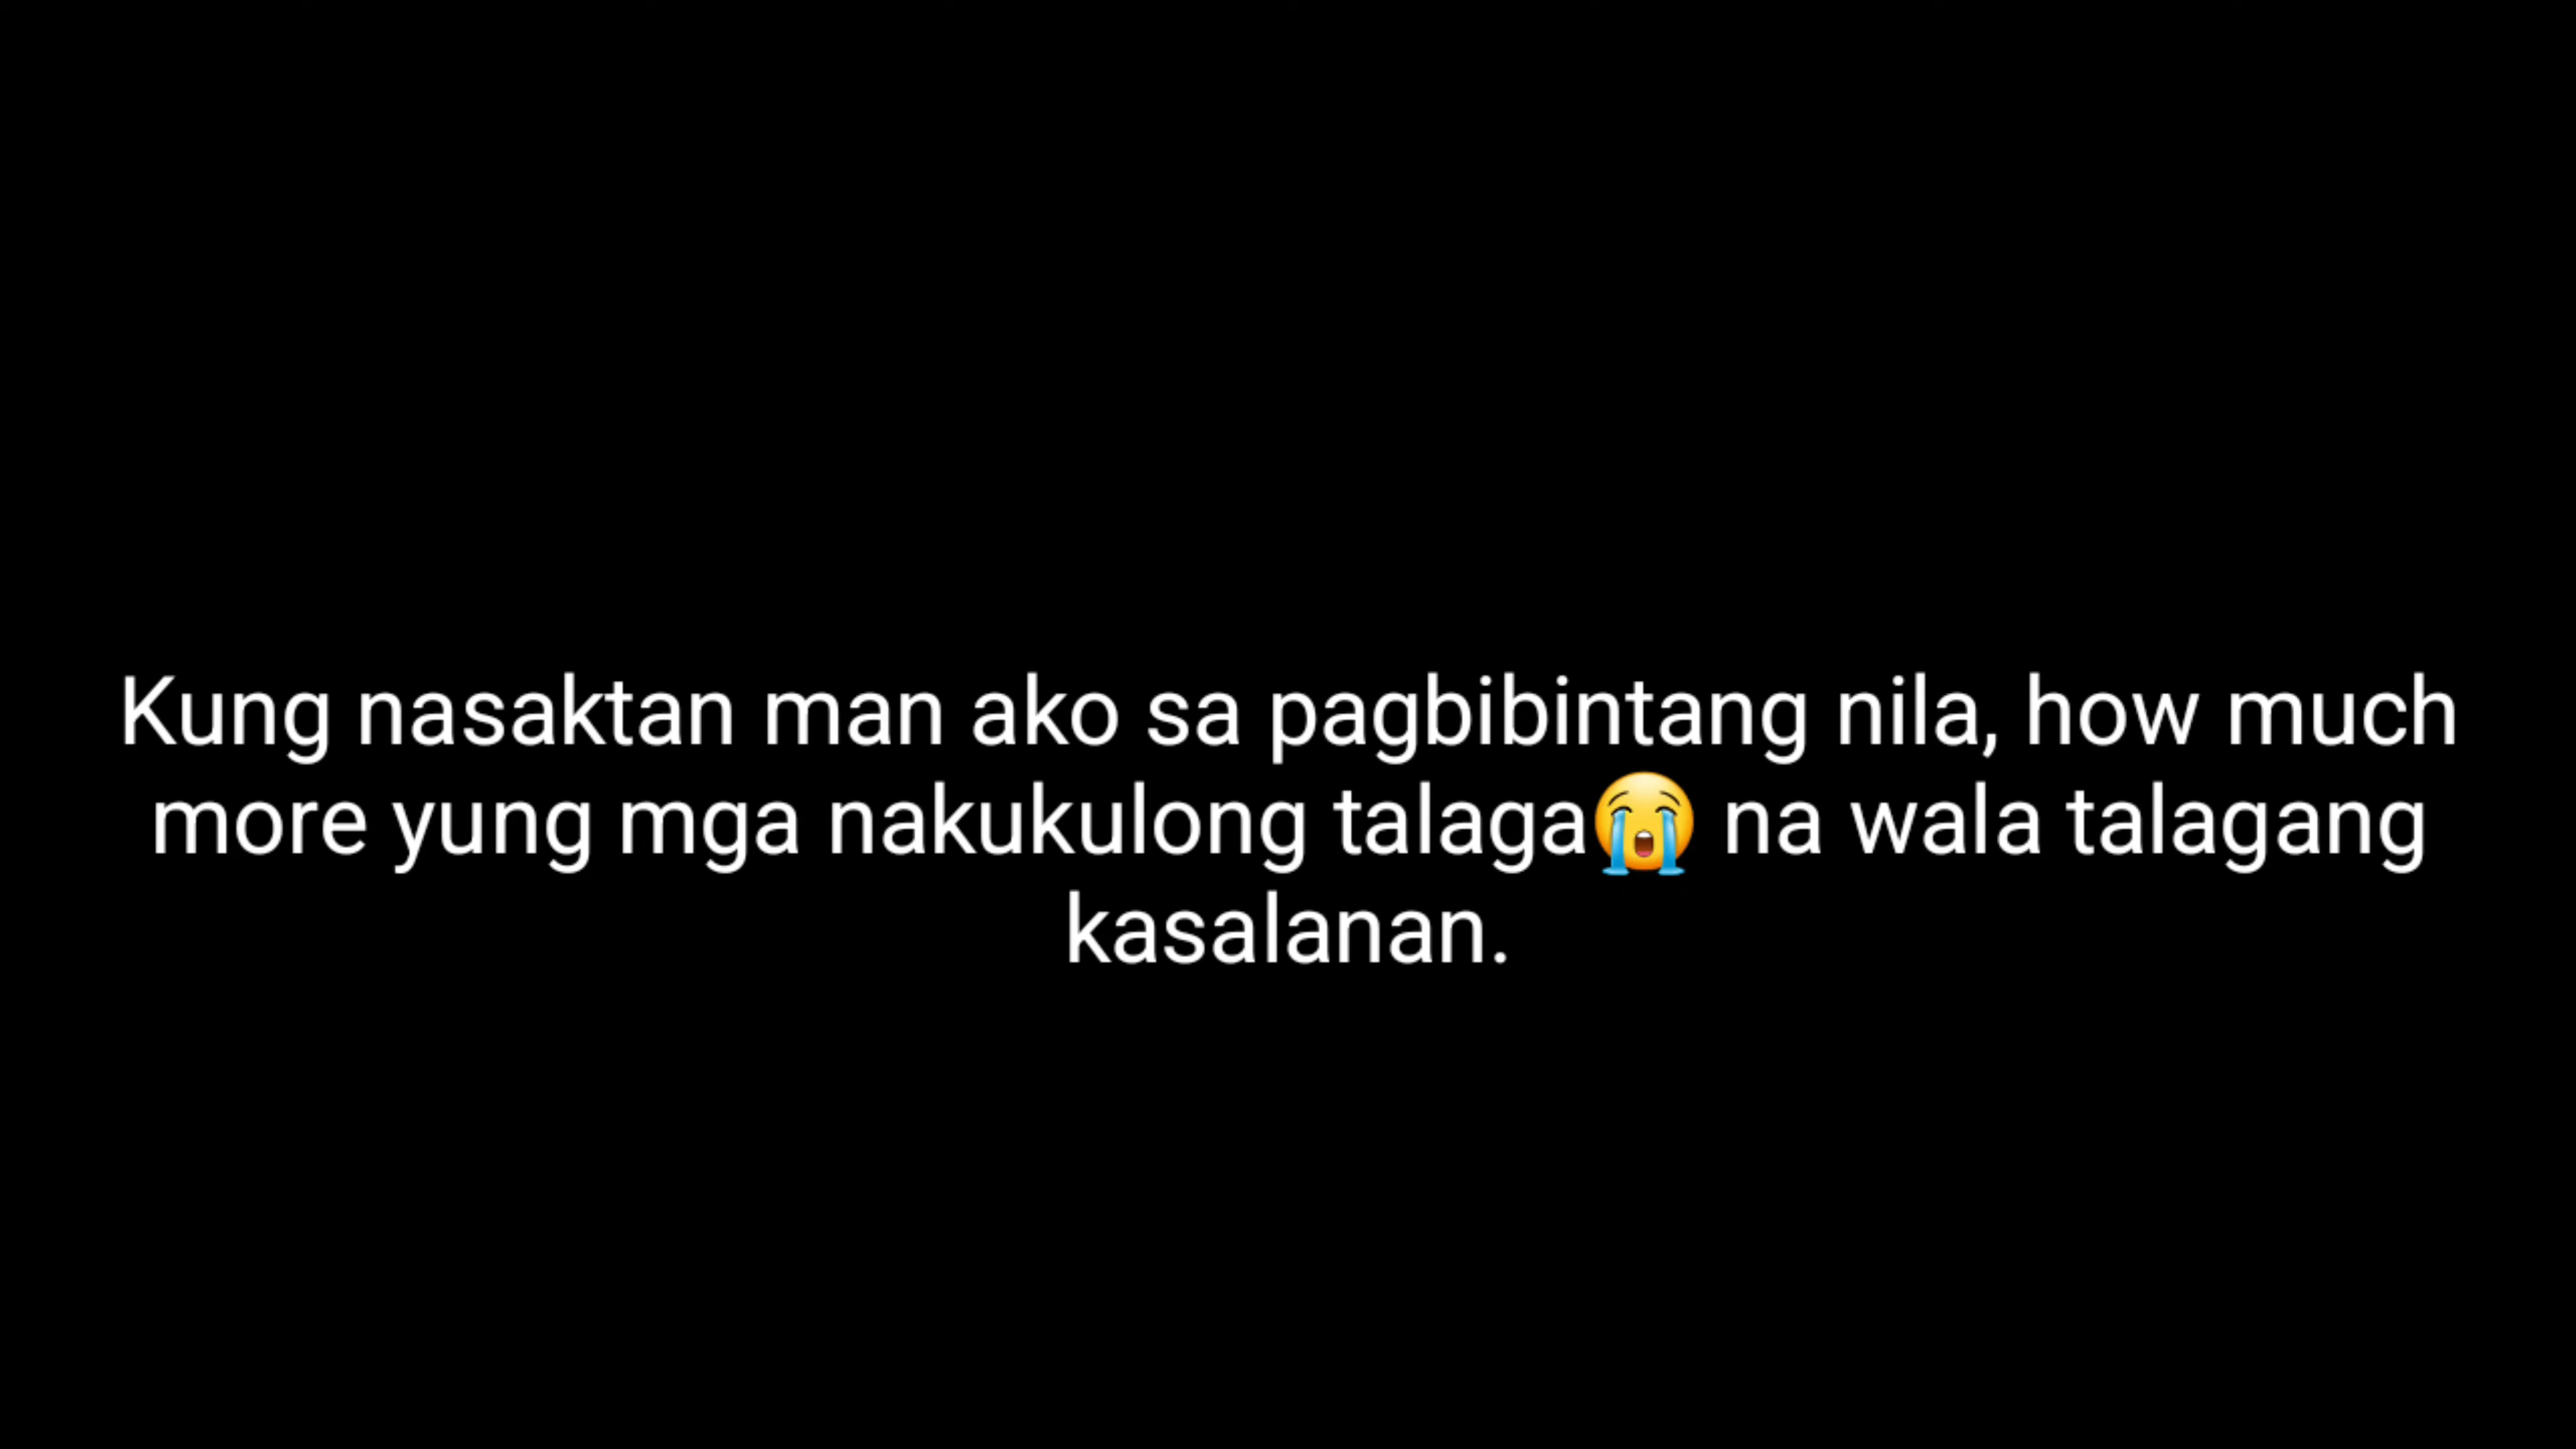 Kung nasaktan man ako sa pagbibintang nila, how much
more yung mga nakukulong talaga😭 na wala talagang
kasalanan.